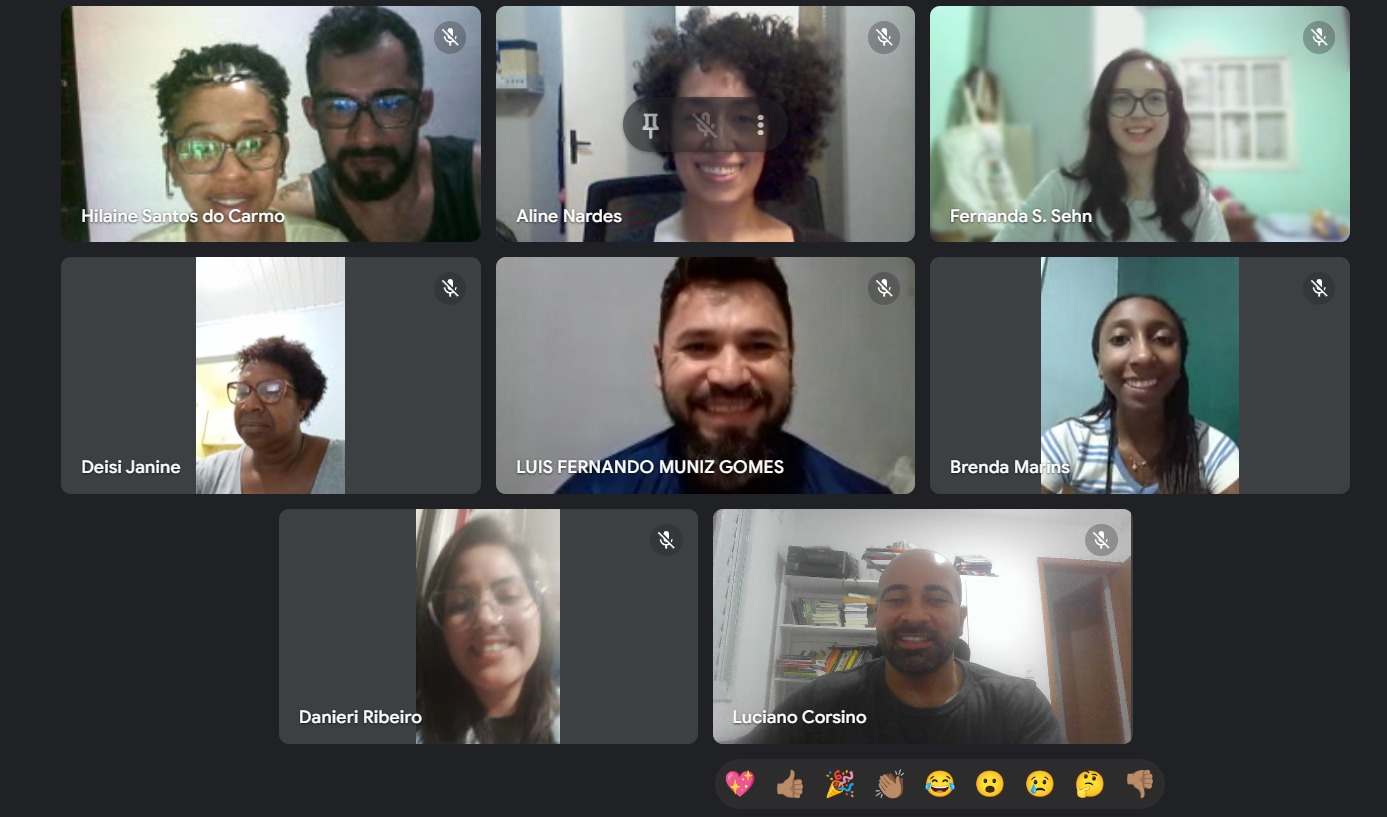 Hilaine Santos do Carmo
Aline Nardes
Fernanda S. Sehn
Deisi Janine
LUIS FERNANDO MUNIZ GOMES
Brenda Marins
Danieri Ribeiro
Luciano Corsino